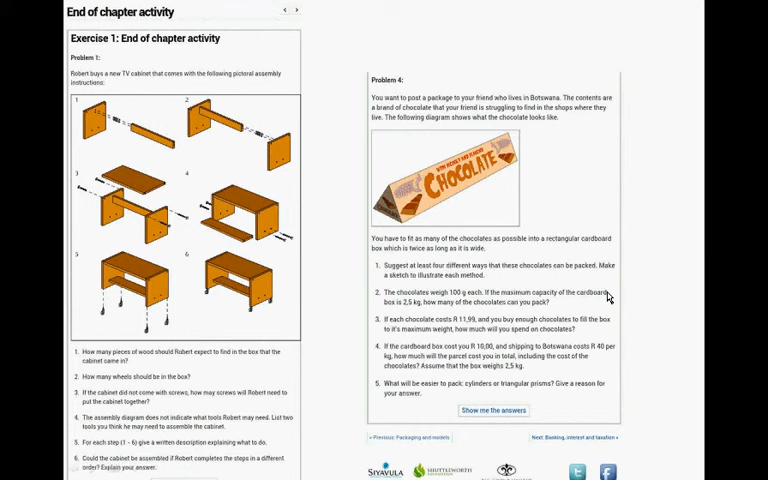 End of chapter activity
Exercise 1: End of chapter activity
Problem 1:
Robert buys a new TV cabinet that comes with the following pictoral assembly
instructions:
1
2
3
4
5
6
1. How many pieces of wood should Robert expect to find in the box that the
cabinet came in?
2. How many wheels should be in the box?
3. If the cabinet did not come with screws, how may screws will Robert need to
put the cabinet together?
4. The assembly diagram does not indicate what tools Robert may need. List two
tools you think he may need to assemble the cabinet.
5. For each step (1 - 6) give a written description explaining what to do.
6. Could the cabinet be assembled if Robert completes the steps in a different
order? Explain your answer.
Problem 4:
You want to post a package to your friend who lives in Botswana. The contents are
a brand of chocolate that your friend is struggling to find in the shops where they
live. The following diagram shows what the chocolate looks like.
WITH HONEY AND ALMOND
CHOCOLATE
You have to fit as many of the chocolates as possible into a rectangular cardboard
box which is twice as long as it is wide.
1. Suggest at least four different ways that these chocolates can be packed. Make
a sketch to illustrate each method.
2. The chocolates weigh 100 g each. If the maximum capacity of the cardboard
box is 2,5 kg, how many of the chocolates can you pack?
3. If each chocolate costs R 11,99, and you buy enough chocolates to fill the box
to it's maximum weight, how much will you spend on chocolates?
4. If the cardboard box cost you R 10,00, and shipping to Botswana costs R 40 per
kg, how much will the parcel cost you in total, including the cost of the
chocolates? Assume that the box weighs 2,5 kg.
5. What will be easier to pack: cylinders or triangular prisms? Give a reason for
your answer.
Show me the answers
« Previous: Packaging and models
Next: Banking, interest and taxation »
SIYAVULA
SHUTTLEWORTH
FOUNDATION